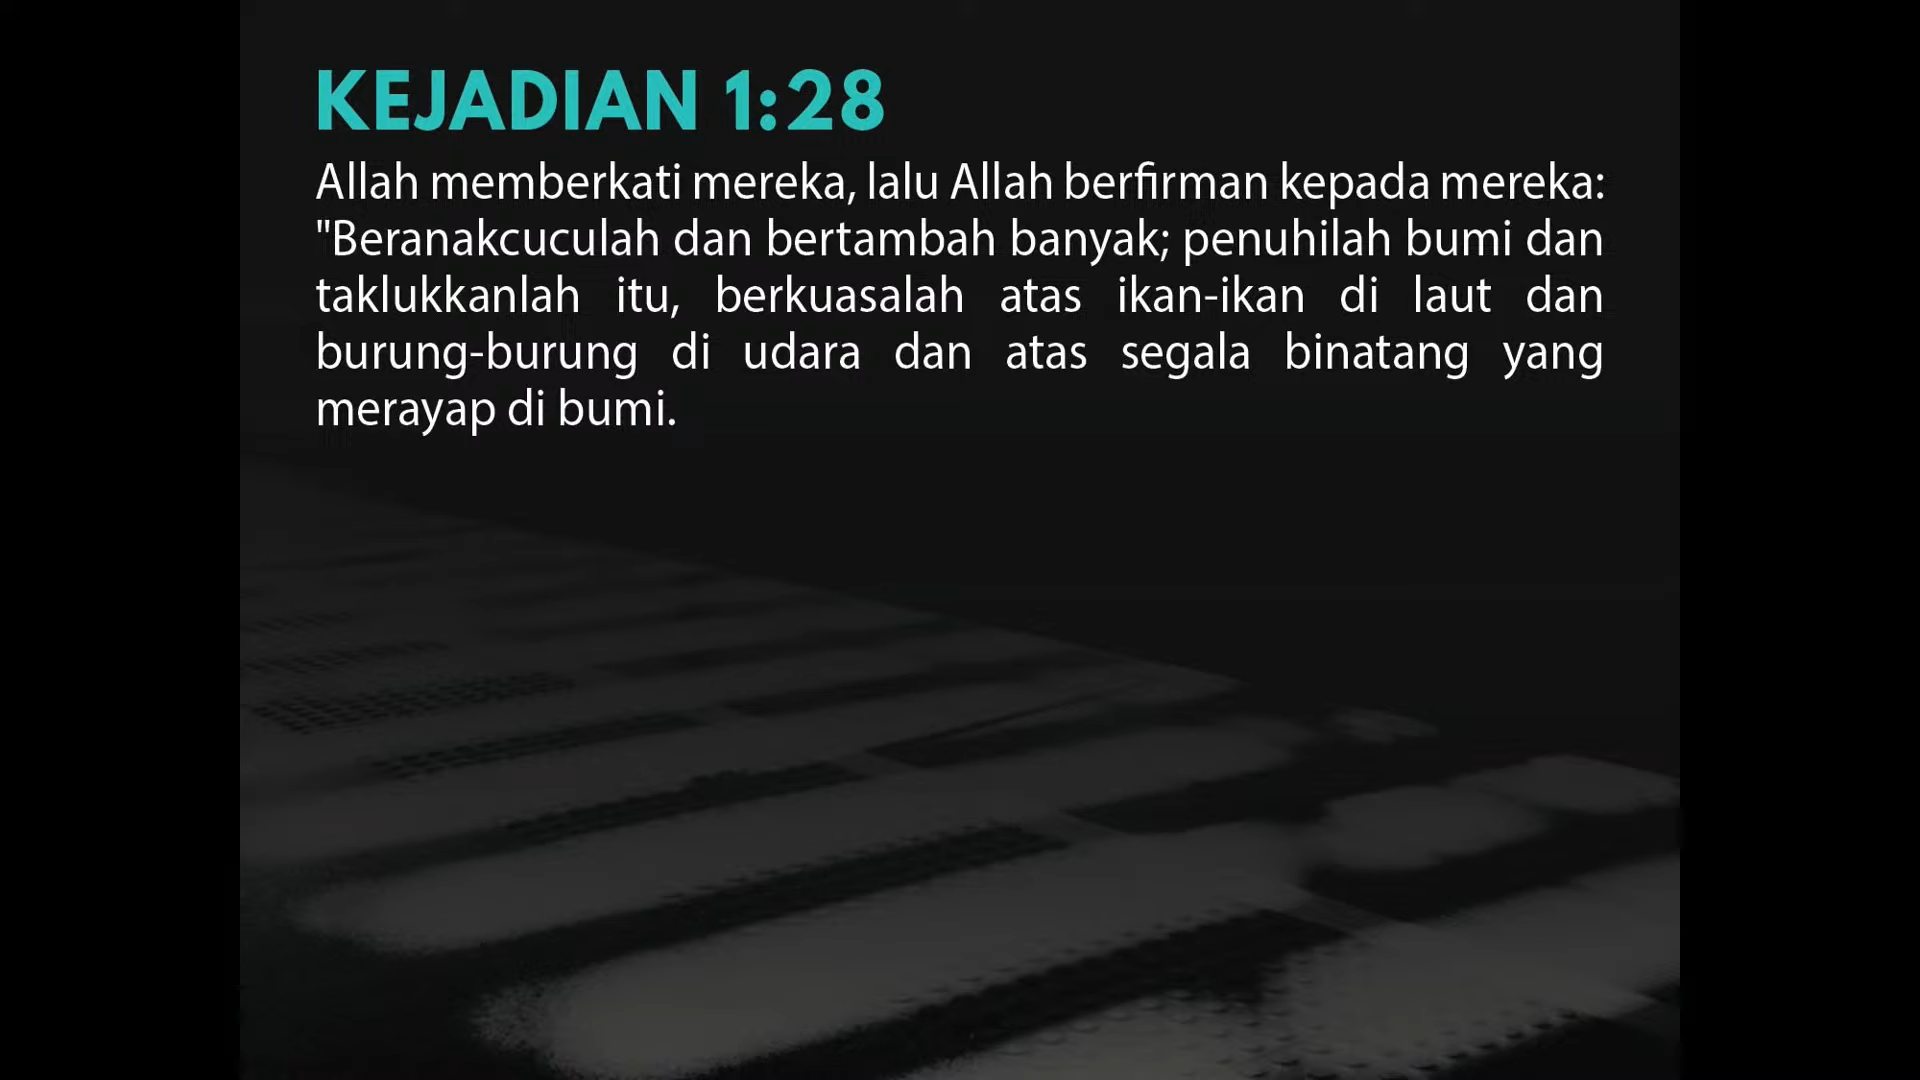 KEJADIAN 1:28
Allah memberkati mereka, lalu Allah berfirman kepada mereka:
"Beranakcuculah dan bertambah banyak; penuhilah bumi dan
taklukkanlah itu, berkuasalah atas ikan-ikan di laut dan
burung-burung di udara dan atas segala binatang yang
merayap di bumi.